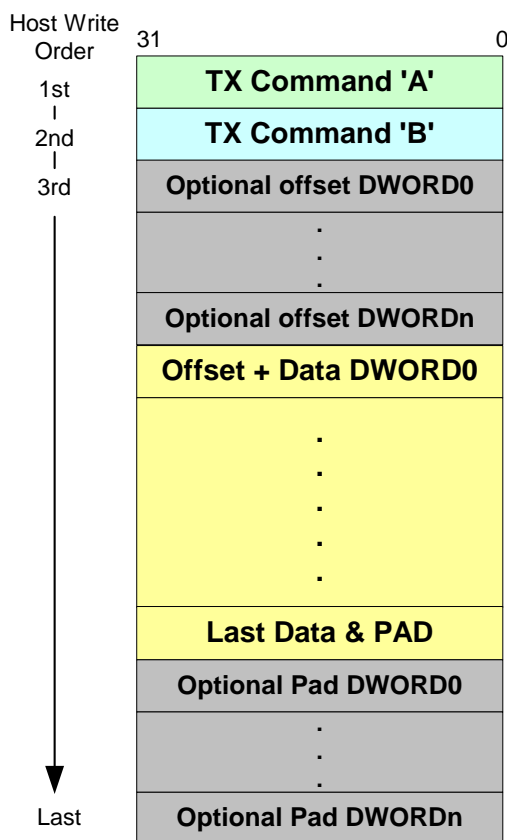 Host Write
Order
31 0
1st
TX Command 'A'
2nd
TX Command 'B'
3rd
Optional offset DWORD0
.
.
.
Optional offset DWORDn
Offset + Data DWORD0
.
.
.
.
.
Last Data & PAD
Optional Pad DWORD0
.
.
.
Last
Optional Pad DWORDn